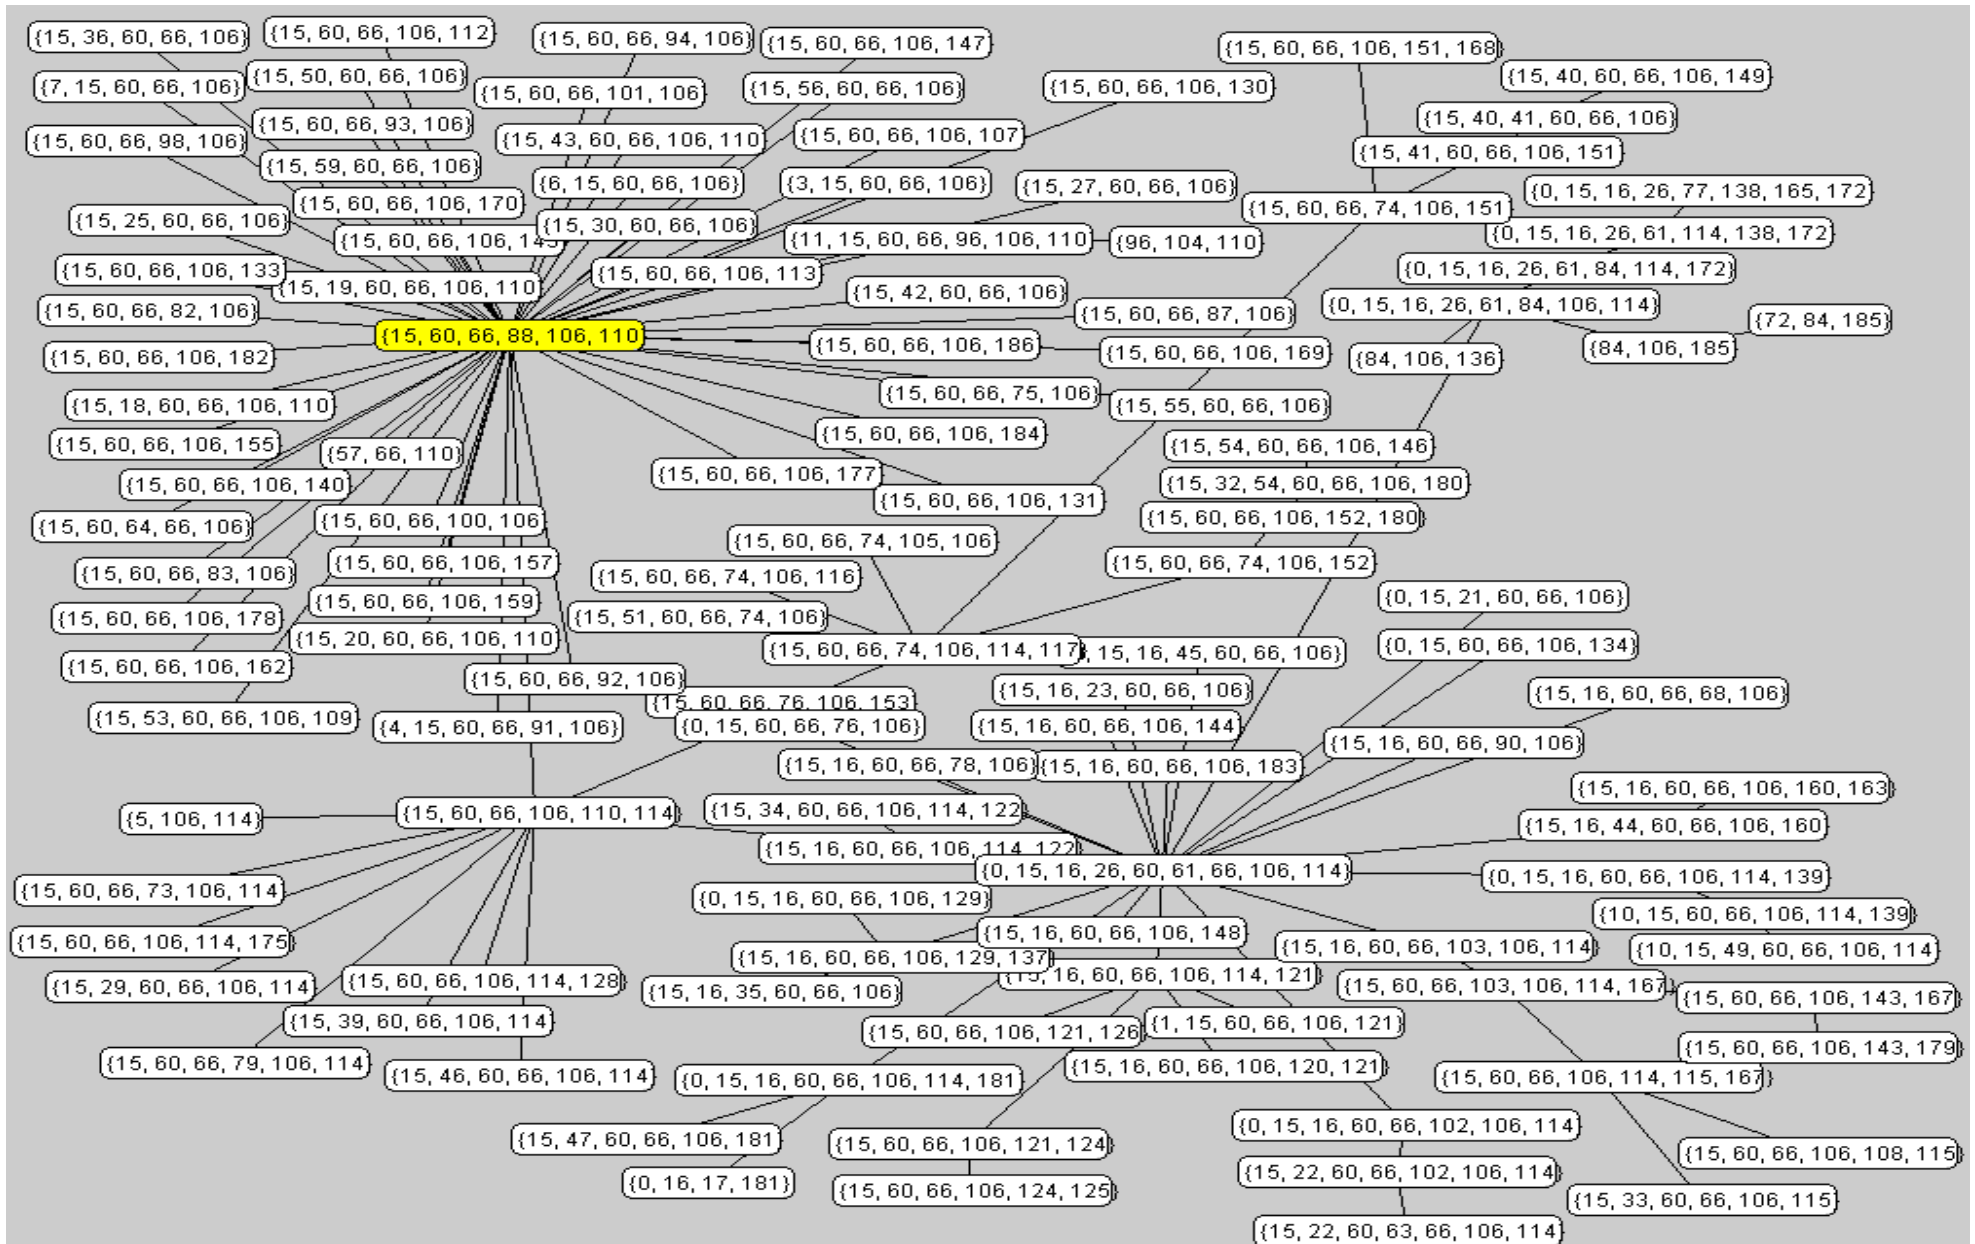 {15, 36, 60, 66, 106}
{15, 60, 66, 106, 112}
{15, 60, 66, 94, 106}
{15, 60, 66, 106, 147}
{15, 60, 66, 106, 151, 168}
{7, 15, 60, 66, 106}
{15, 50, 60, 66, 106}
{15, 60, 66, 101, 106}
{15, 56, 60, 66, 106}
{15, 60, 66, 106, 130}
{15, 40, 60, 66, 106, 149}
{15, 60, 66, 98, 106}
{15, 60, 66, 93, 106}
{15, 43, 60, 66, 106, 110}
{15, 60, 66, 106, 107}
{15, 40, 41, 60, 66, 106}
{15, 41, 60, 66, 106, 151}
{15, 59, 60, 66, 106}
{6, 15, 60, 66, 106}
{3, 15, 60, 66, 106}
{15, 27, 60, 66, 106}
{0, 15, 16, 26, 77, 138, 165, 172}
{15, 60, 66, 106, 170}
{15, 60, 66, 74, 106, 151}
{15, 25, 60, 66, 106}
{15, 30, 60, 66, 106}
{0, 15, 16, 26, 61, 114, 138, 172}
{15, 60, 66, 106,
{11, 15, 60, 66, 96, 106, 110}
{96, 104, 110}
{15, 60, 66, 106, 133}
{15, 60, 66, 106, 113}
{0, 15, 16, 26, 61, 84, 114, 172}
{15, 19, 60, 66, 106, 110}
{15, 42, 60, 66, 106}
{0, 15, 16, 26, 61, 84, 106, 114}
{15, 60, 66, 82, 106}
{15, 60, 66, 87, 106}
{72, 84, 185}
{15, 60, 66, 88, 106, 110}
{15, 60, 66, 106, 182}
{15, 60, 66, 106, 186}
{15, 60, 66, 106, 169}
{84, 106, 136}
{84, 106, 185}
{15, 60, 66, 75, 106}
{15, 18, 60, 66, 106, 110}
{15, 55, 60, 66, 106}
{15, 60, 66, 106, 155}
{57, 66, 110}
{15, 60, 66, 106, 184}
{15, 54, 60, 66, 106, 146}
{15, 60, 66, 106, 140}
{15, 60, 66, 106, 177}
{15, 32, 54, 60, 66, 106, 180}
{15, 60, 66, 106, 131}
{15, 60, 64, 66, 106}
{15, 60, 66, 100, 106}
{15, 60, 66, 106, 152, 180}
{15, 60, 66, 74, 105, 106}
{15, 60, 66, 83, 106}
{15, 60, 66, 106, 157}
{15, 60, 66, 74, 106, 116}
{15, 60, 66, 74, 106, 152}
{15, 60, 66, 106, 159}
{0, 15, 21, 60, 66, 106}
{15, 60, 66, 106, 178}
{15, 51, 60, 66, 74, 106}
{15, 20, 60, 66, 106, 110}
{15, 60, 66, 74, 106, 114, 117}
, 15, 16, 45, 60, 66, 106}
{0, 15, 60, 66, 106, 134}
{15, 60, 66, 106, 162}
{15, 60, 66, 92, 106}
{15, 16, 23, 60, 66, 106}
{15, 16, 60, 66, 68, 106}
{15, 60, 66, 76, 106, 153}
{15, 53, 60, 66, 106, 109}
{4, 15, 60, 66, 91, 106}
{0, 15, 60, 66, 76, 106}
{15, 16, 60, 66, 106, 144}
{15, 16, 60, 66, 90, 106}
{15, 16, 60, 66, 78, 106}
{15, 16, 60, 66, 106, 183}
{15, 16, 60, 66, 106, 160, 163}
{5, 106, 114}
{15, 60, 66, 106, 110, 114}
{15, 34, 60, 66, 106, 114, 122}
{15, 16, 44, 60, 66, 106, 160}
{15, 16, 60, 66, 106, 114, 122}
{0, 15, 16, 26, 60, 61, 66, 106, 114}
{0, 15, 16, 60, 66, 106, 114, 139}
{15, 60, 66, 73, 106, 114}
{0, 15, 16, 60, 66, 106, 129}
{10, 15, 60, 66, 106, 114, 139}
{15, 60, 66, 106, 114, 175}
{15, 16, 60, 66, 106, 148}
{15, 16, 60, 66, 103, 106, 114}
{10, 15, 49, 60, 66, 106, 114}
{15, 16, 60, 66, 106, 129, 137}
{15, 16, 60, 66, 106, 114, 121}
{15, 29, 60, 66, 106, 114}
{15, 60, 66, 106, 114, 128}
{15, 16, 35, 60, 66, 106}
{15, 60, 66, 103, 106, 114, 167}
{15, 60, 66, 106, 143, 167}
{15, 39, 60, 66, 106, 114}
{15, 60, 66, 106, 121, 126}
{1, 15, 60, 66, 106, 121}
{15, 60, 66, 106, 143, 179}
{15, 60, 66, 79, 106, 114}
{15, 46, 60, 66, 106, 114}
{0, 15, 16, 60, 66, 106, 114, 181}
{15, 16, 60, 66, 106, 120, 121}
{15, 60, 66, 106, 114, 115, 167}
{15, 47, 60, 66, 106, 181}
{15, 60, 66, 106, 121, 124}
{0, 15, 16, 60, 66, 102, 106, 114}
{15, 60, 66, 106, 108, 115}
{0, 16, 17, 181}
{15, 60, 66, 106, 124, 125}
{15, 22, 60, 66, 102, 106, 114}
{15, 33, 60, 66, 106, 115}
{15, 22, 60, 63, 66, 106, 114}